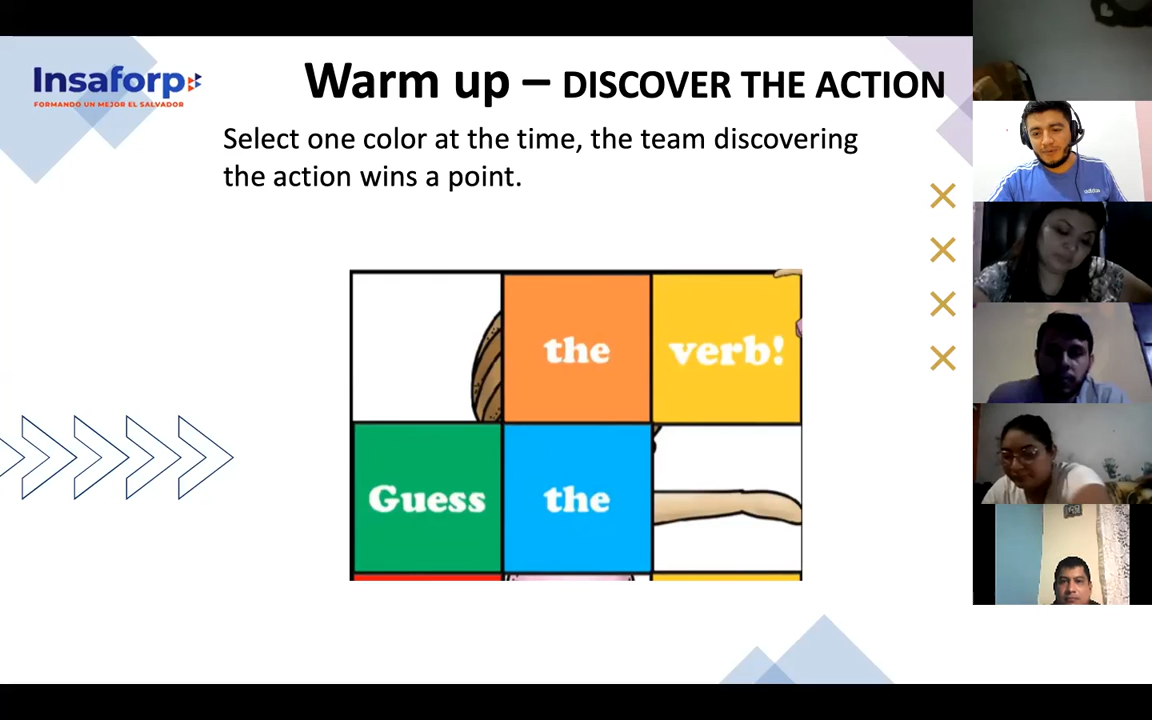 Insaforp
FORMANDO UN MEJOR EL SALVADOR
Warm up – DISCOVER THE ACTION
Select one color at the time, the team discovering
the action wins a point.
the verb!
Guess the
adidas